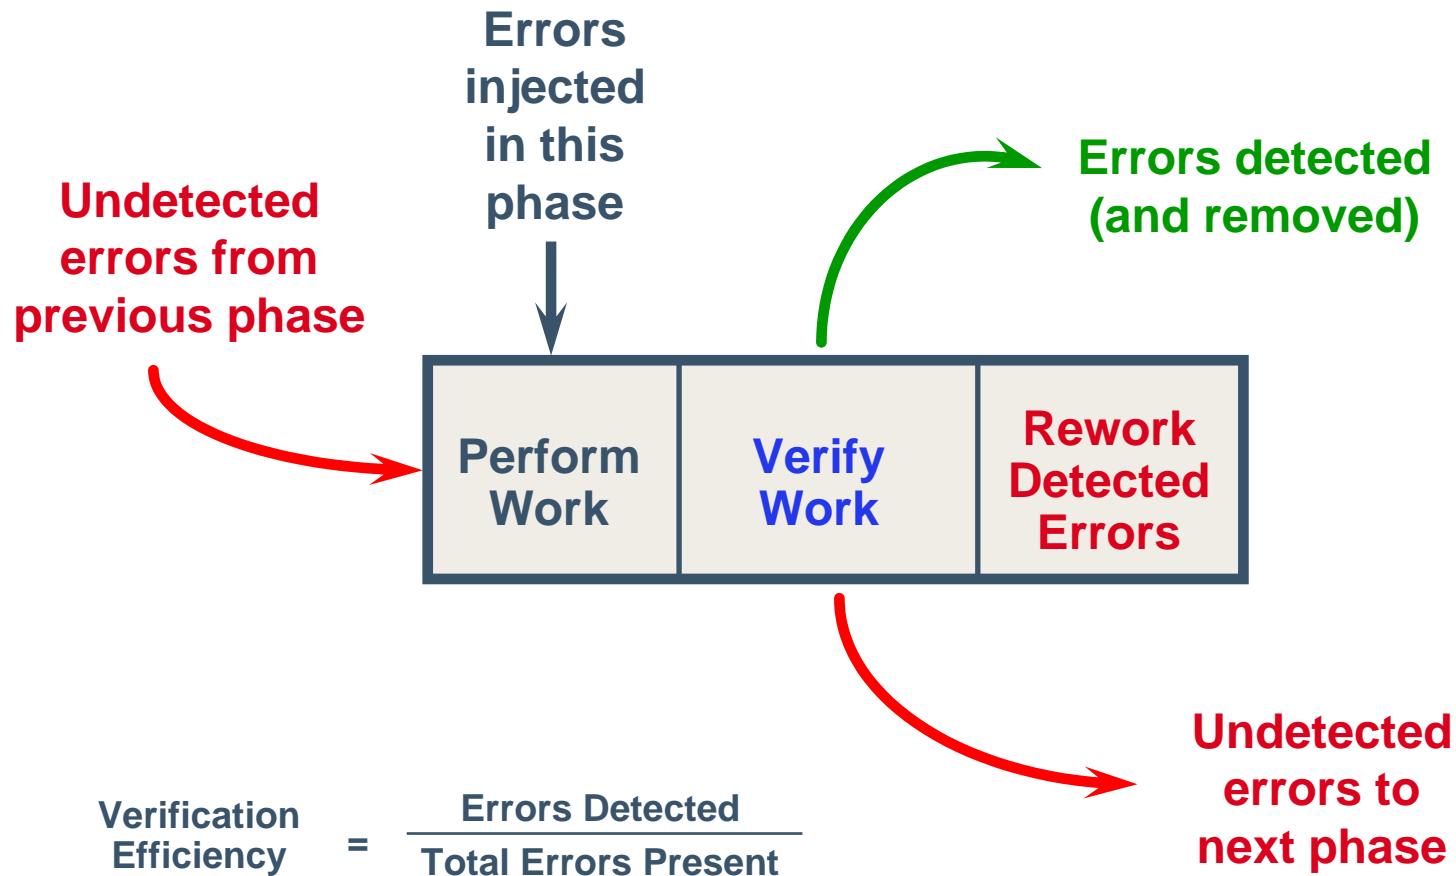 Errors
injected
in this
phase
Undetected
errors from
previous phase
Errors detected
(and removed)
Perform
Work
Verify
Work
Rework
Detected
Errors
Undetected
errors to
next phase
Verification
Efficiency
=
Errors Detected
Total Errors Present